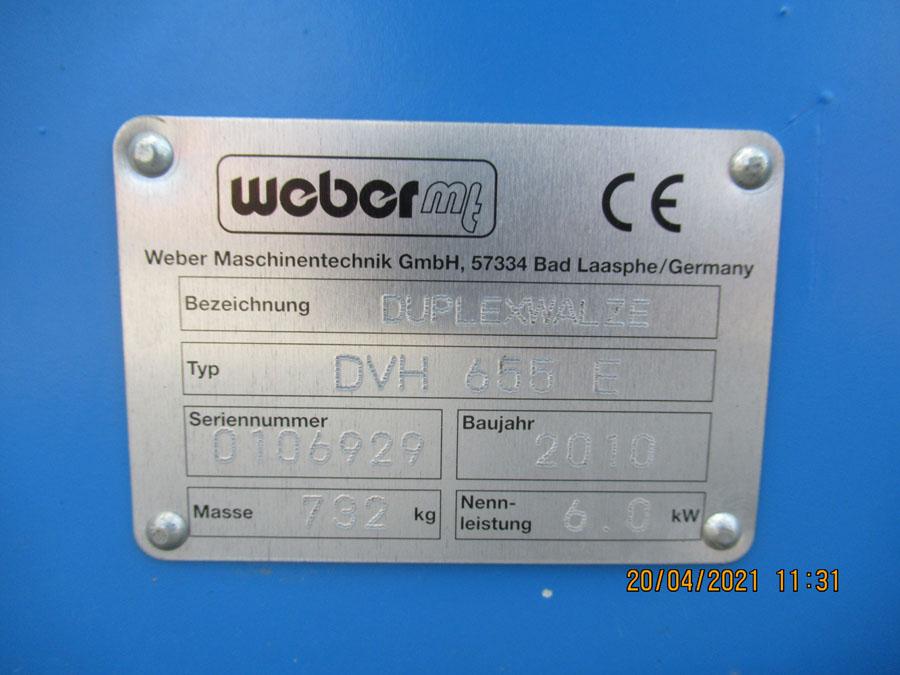 weber mt CE
Weber Maschinentechnik GmbH, 57334 Bad Laasphe/Germany
Bezeichnung DUPLEXWALZE
Typ DVH 655 E
Seriennummer 0106929
Baujahr 2010
Masse 732 kg
Nenn-
leistung 6.0 kW
20/04/2021 11:31